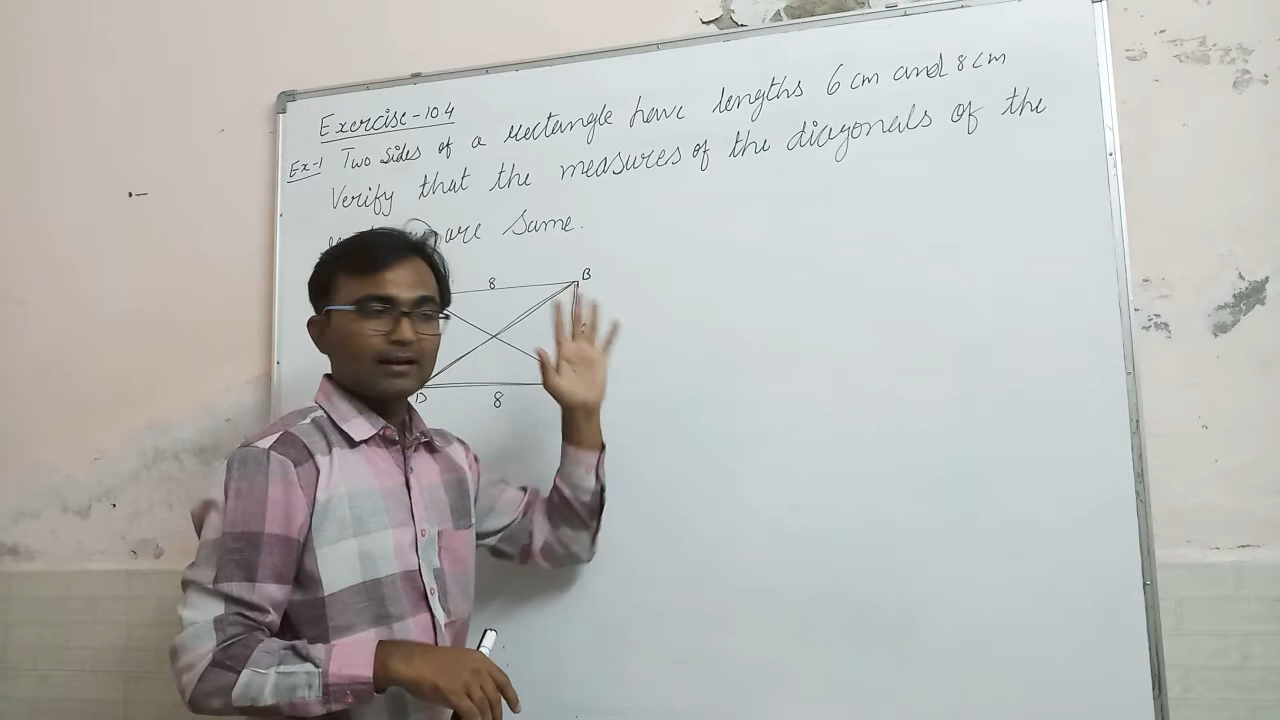 Exercise-10.4
Ex-1 Two sides of a rectangle have lengths 6 cm and 8 cm
Verify that the measures of the diagonals of the
are same.
8
B
D
8